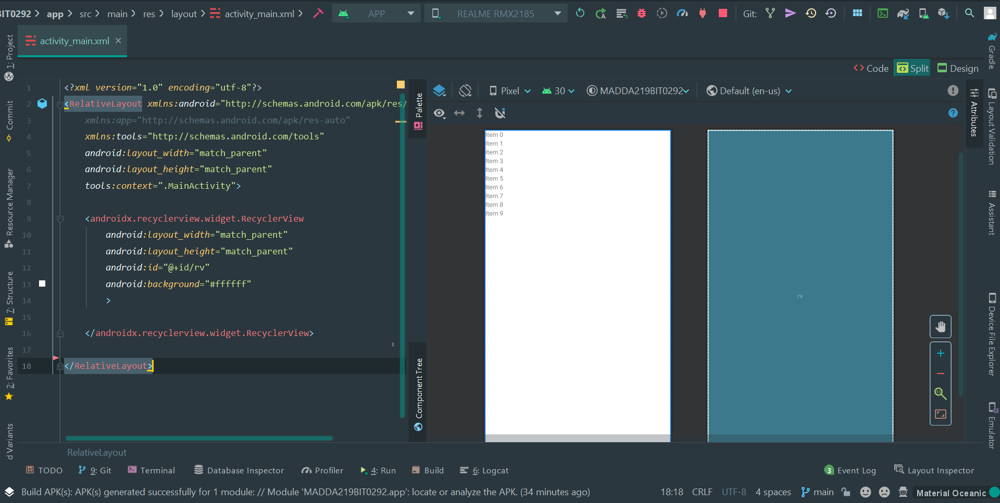 BIT0292 app src main res layout activity_main.xml APP REALME RMX2185 Git:
activity_main.xml
Code Split Design
1 <?xml version="1.0" encoding="utf-8"?>
2 <RelativeLayout xmlns:android="http://schemas.android.com/apk/res/
3 xmlns:app="http://schemas.android.com/apk/res-auto"
4 xmlns:tools="http://schemas.android.com/tools"
5 android:layout_width="match_parent"
6 android:layout_height="match_parent"
7 tools:context=".MainActivity">
8
9 <androidx.recyclerview.widget.RecyclerView
10 android:layout_width="match_parent"
11 android:layout_height="match_parent"
12 android:id="@+id/rv"
13 android:background="#ffffff"
14 >
15
16 </androidx.recyclerview.widget.RecyclerView>
17
18 </RelativeLayout>
1: Project
Commit
Resource Manager
7: Structure
2: Favorites
d Variants
Palette
Component Tree
Pixel 30 MADDA219BIT0292 Default (en-us)
Item 0
Item 1
Item 2
Item 3
Item 4
Item 5
Item 6
Item 7
Item 8
Item 9
rv
1:1
Attributes
Gradle
Layout Validation
Assistant
Device File Explorer
Emulator
RelativeLayout
TODO 9: Git Terminal Database Inspector Profiler 4: Run Build 6: Logcat 3 Event Log Layout Inspector
Build APK(s): APK(s) generated successfully for 1 module: // Module 'MADDA219BIT0292.app': locate or analyze the APK. (34 minutes ago) 18:18 CRLF UTF-8 4 spaces main Material Oceanic